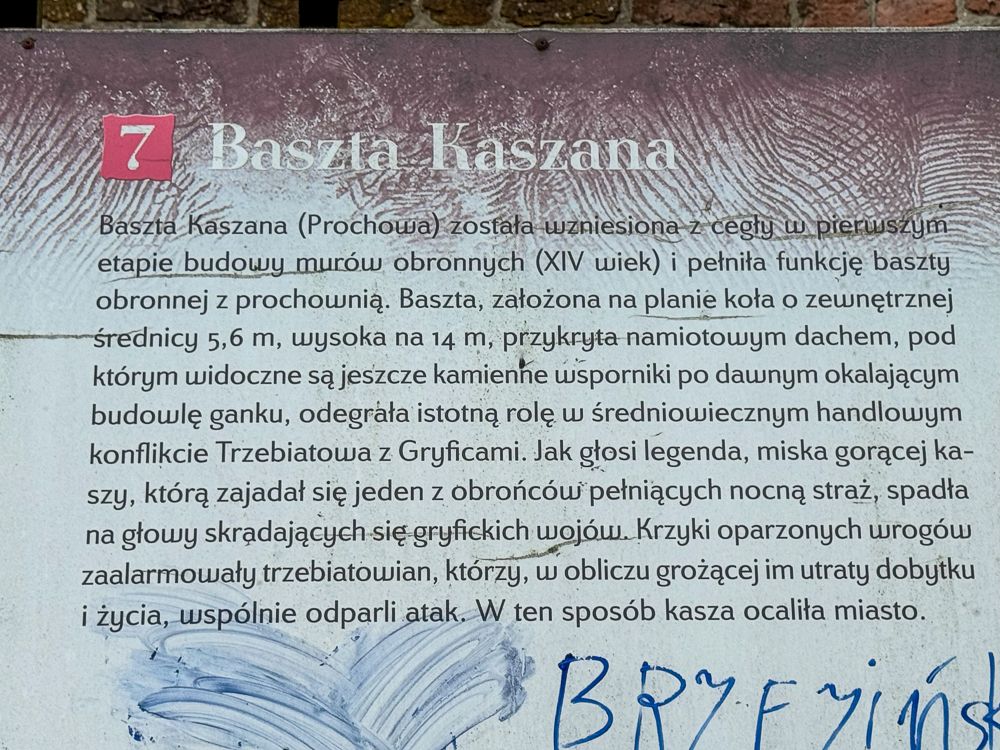 7 Baszta Kaszana
Baszta Kaszana (Prochowa) została wzniesiona z cegły w pierwszym
etapie budowy murów obronnych (XIV wiek) i pełniła funkcję baszty
obronnej z prochownią. Baszta, założona na planie koła o zewnętrznej
średnicy 5,6 m, wysoka na 14 m, przykryta namiotowym dachem, pod
którym widoczne są jeszcze kamienne wsporniki po dawnym okalającym
budowlę ganku, odegrała istotną rolę w średniowiecznym handlowym
konflikcie Trzebiatowa z Gryficami. Jak głosi legenda, miska gorącej ka-
szy, którą zajadał się jeden z obrońców pełniących nocną straż, spadła
na głowy skradających się gryfickich wojów. Krzyki oparzonych wrogów
zaalarmowały trzebiatowian, którzy, w obliczu grożącej im utraty dobytku
i życia, wspólnie odparli atak. W ten sposób kasza ocaliła miasto.